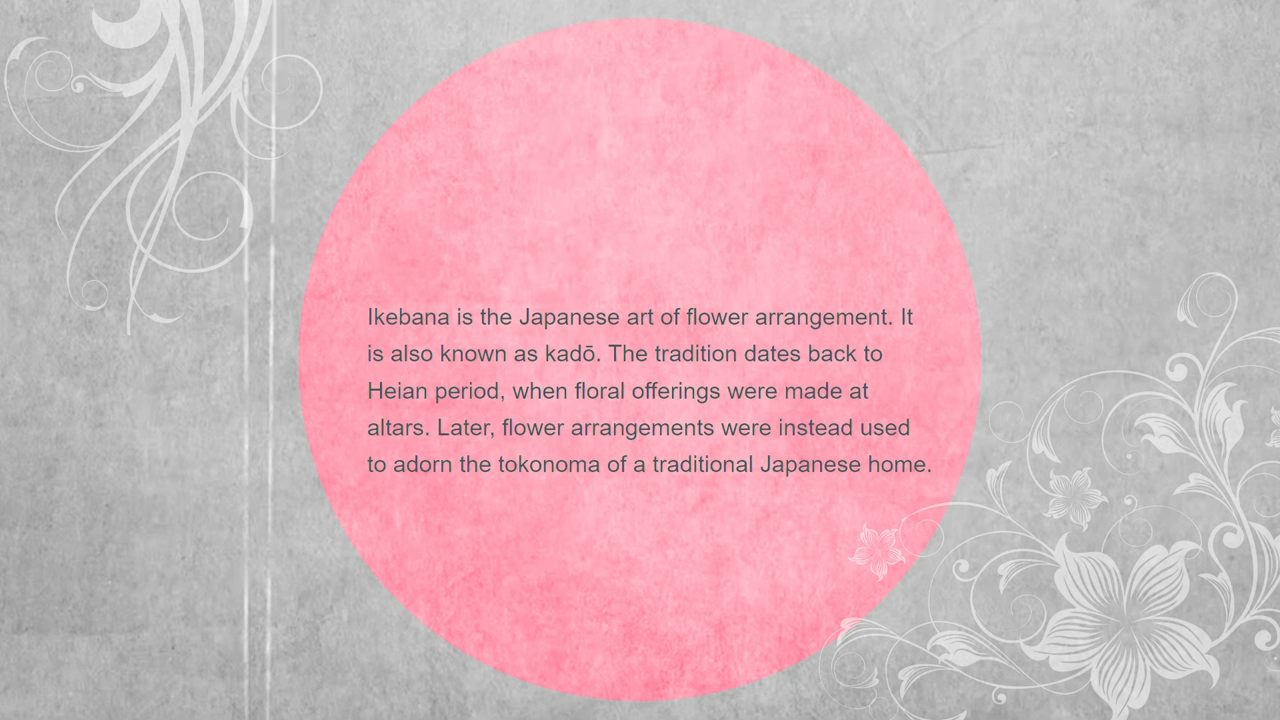 Ikebana is the Japanese art of flower arrangement. It
is also known as kadō. The tradition dates back to
Heian period, when floral offerings were made at
altars. Later, flower arrangements were instead used
to adorn the tokonoma of a traditional Japanese home.